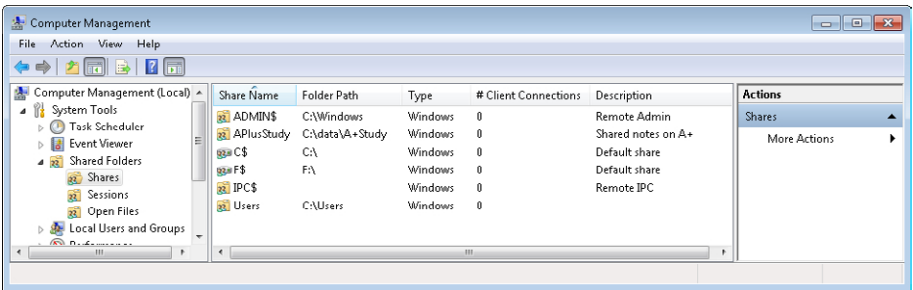 Computer Management
File Action View Help
Computer Management (Local)
System Tools
Task Scheduler
Event Viewer
Shared Folders
Shares
Sessions
Open Files
Local Users and Groups
Share Name Folder Path Type # Client Connections Description
ADMIN$ C:\Windows Windows 0 Remote Admin
APlusStudy C:\data\A+Study Windows 0 Shared notes on A+
C$ C:\ Windows 0 Default share
F$ F:\ Windows 0 Default share
IPC$ Windows 0 Remote IPC
Users C:\Users Windows 0
Actions
Shares
More Actions